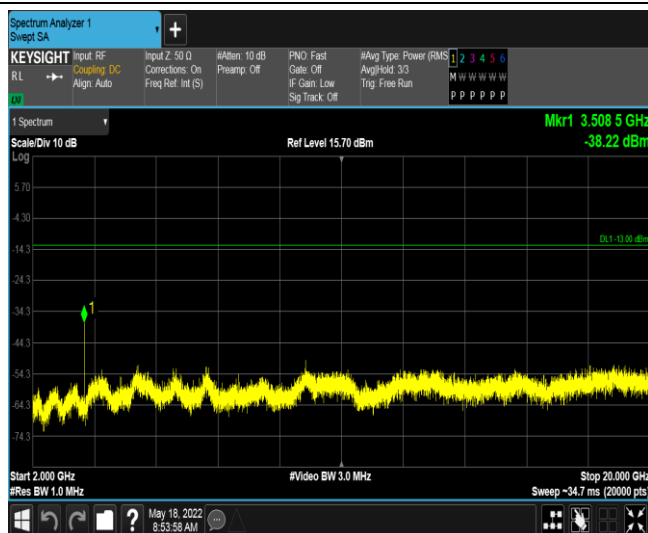 Spectrum Analyzer 1
Swept SA
+
KEYSIGHT Input: RF Input Z: 50 Ω #Atten: 10 dB PNO: Fast #Avg Type: Power (RMS 1 2 3 4 5 6
RL Coupling: DC Corrections: On Preamp: Off Gate: Off Avg|Hold: 3/3 M W W W W W
Align: Auto Freq Ref: Int (S) IF Gain: Low Trig: Free Run
Sig Track: Off P P P P P P
1 Spectrum Mkr1 3.508 5 GHz
Scale/Div 10 dB Ref Level 15.70 dBm -38.22 dBm
Log
5.70
-4.30
DL1 -13.00 dBm
-14.3
-24.3
-34.3
1
-44.3
-54.3
-64.3
-74.3
Start 2.000 GHz #Video BW 3.0 MHz Stop 20.000 GHz
#Res BW 1.0 MHz Sweep ~34.7 ms (20000 pts)
? May 18, 2022
8:53:58 AM